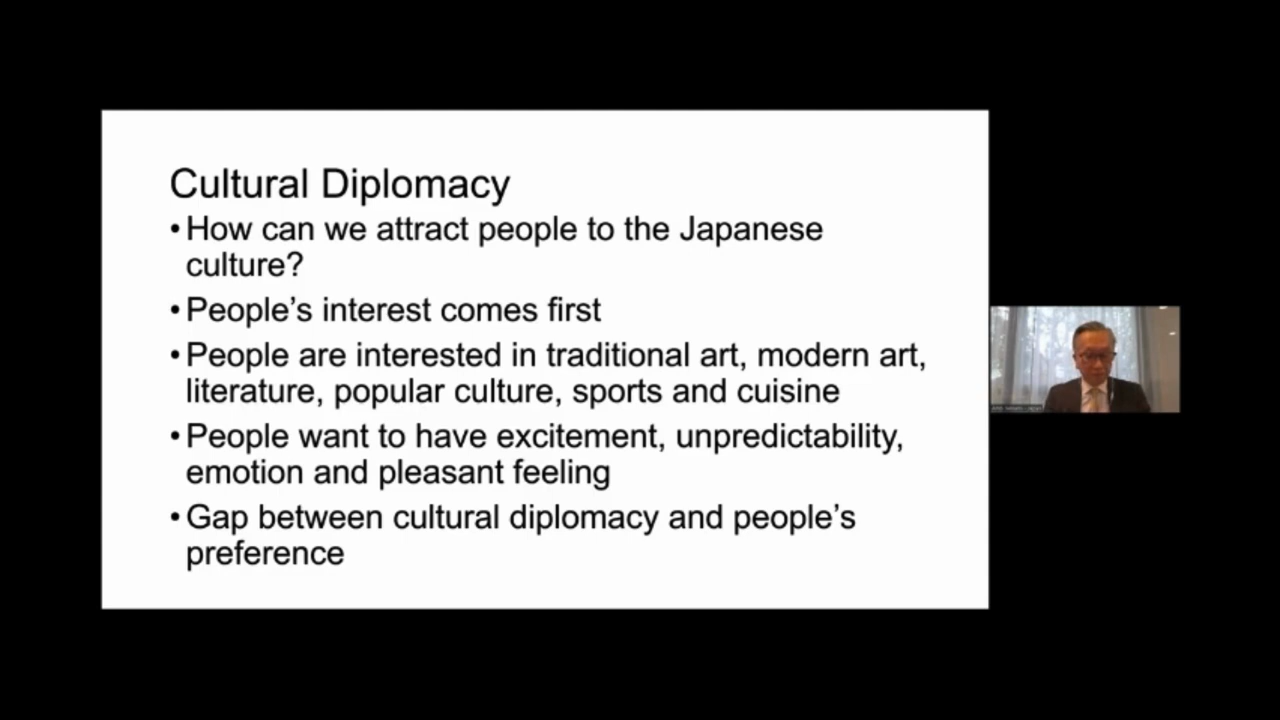 Cultural Diplomacy
•How can we attract people to the Japanese
culture?
•People’s interest comes first
•People are interested in traditional art, modern art,
literature, popular culture, sports and cuisine
•People want to have excitement, unpredictability,
emotion and pleasant feeling
•Gap between cultural diplomacy and people’s
preference